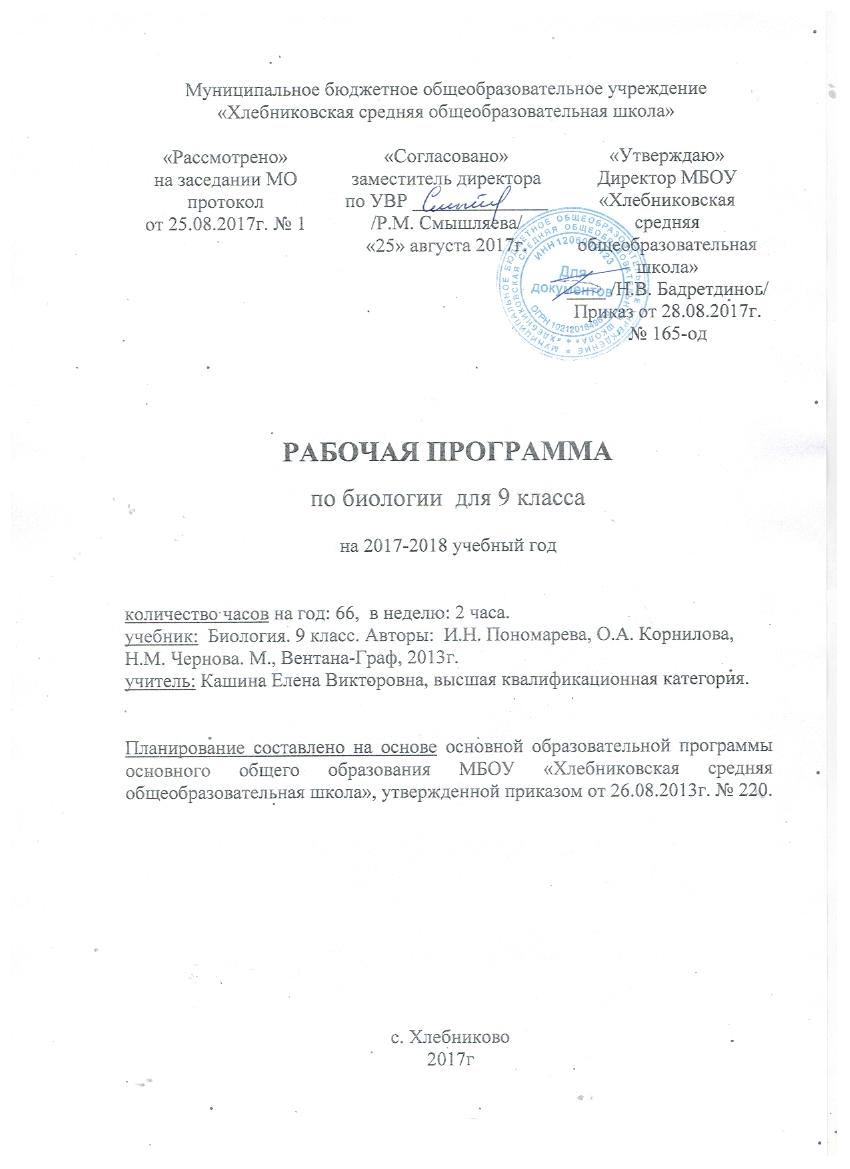 Муниципальное бюджетное общеобразовательное учреждение
«Хлебниковская средняя общеобразовательная школа»
«Рассмотрено»
на заседании МО
протокол
от 25.08.2017г. № 1
«Согласовано»
заместитель директора
по УВР ______________
/Р.М. Смышляева/
«25» августа 2017г.
«Утверждаю»
Директор МБОУ
«Хлебниковская
средняя
общеобразовательная
школа»
____ /Н.В. Бадретдинов/
Приказ от 28.08.2017г.
№ 165-од
Для
документов
РАБОЧАЯ ПРОГРАММА
по биологии для 9 класса
на 2017-2018 учебный год
количество часов на год: 66, в неделю: 2 часа.
учебник: Биология. 9 класс. Авторы: И.Н. Пономарева, О.А. Корнилова,
Н.М. Чернова. М., Вентана-Граф, 2013г.
учитель: Кашина Елена Викторовна, высшая квалификационная категория.
Планирование составлено на основе основной образовательной программы
основного общего образования МБОУ «Хлебниковская средняя
общеобразовательная школа», утвержденной приказом от 26.08.2013г. № 220.
с. Хлебниково
2017г